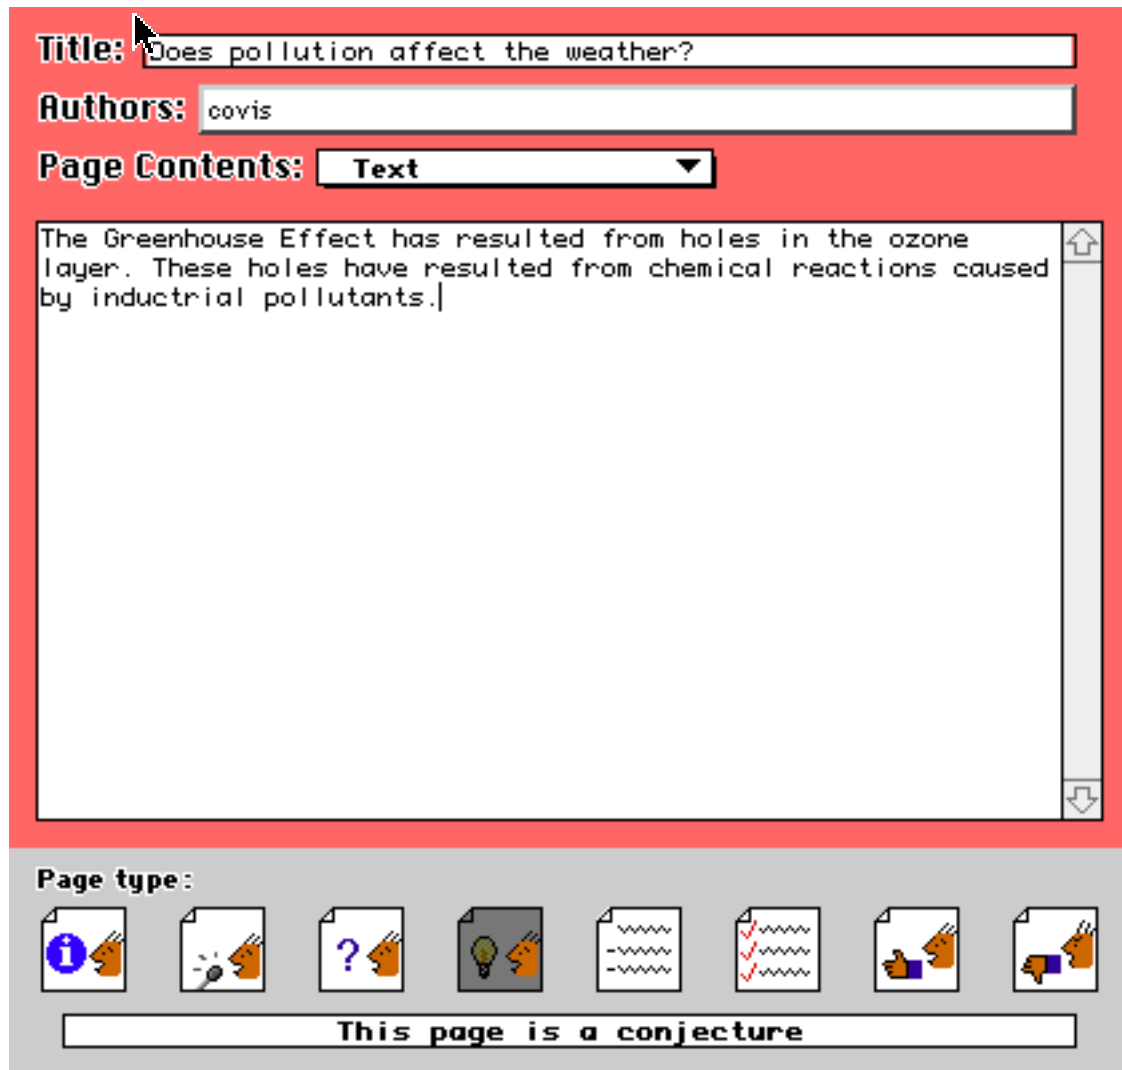 Title: Does pollution affect the weather?
Authors: covis
Page Contents: Text
The Greenhouse Effect has resulted from holes in the ozone
layer. These holes have resulted from chemical reactions caused
by inductrial pollutants.
Page type:
i
?
This page is a conjecture